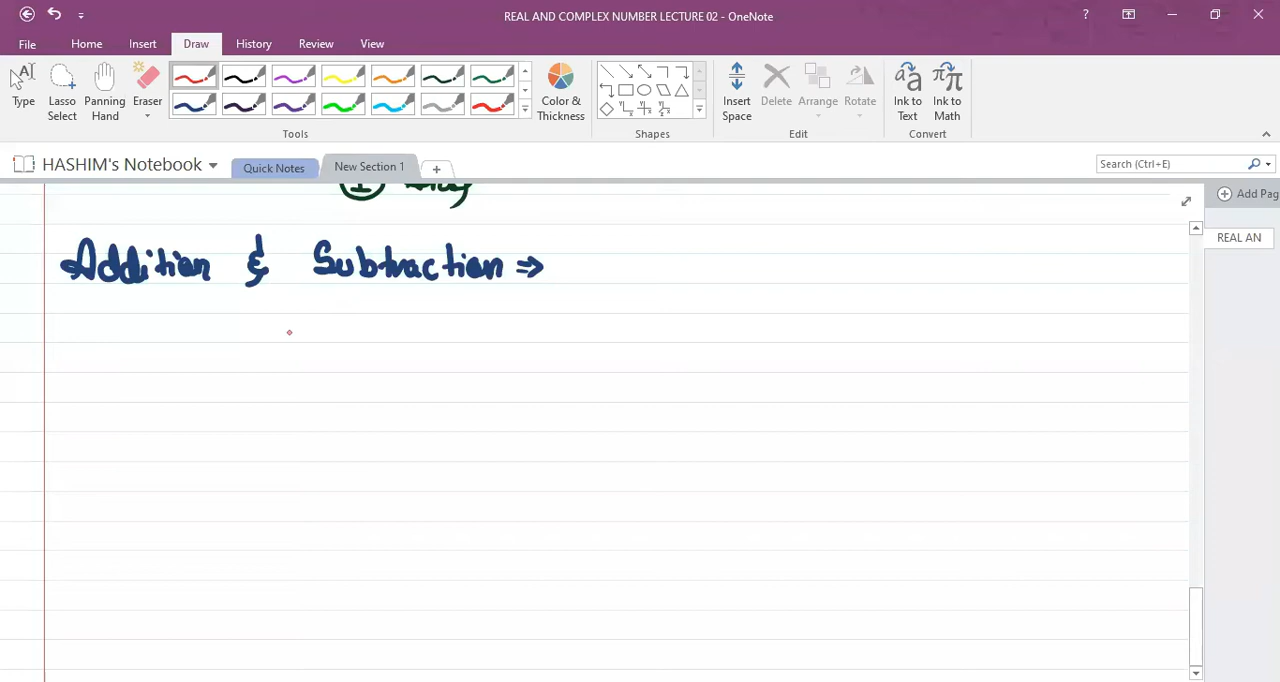 REAL AND COMPLEX NUMBER LECTURE 02 - OneNote
?
File Home Insert Draw History Review View
Type Lasso Select Panning Hand Eraser Color & Thickness Insert Space Delete Arrange Rotate Ink to Text Ink to Math
Tools Shapes Edit Convert
HASHIM's Notebook Quick Notes New Section 1 + Search (Ctrl+E)
Add Pag
REAL AN
Addition & Subtraction ⇒